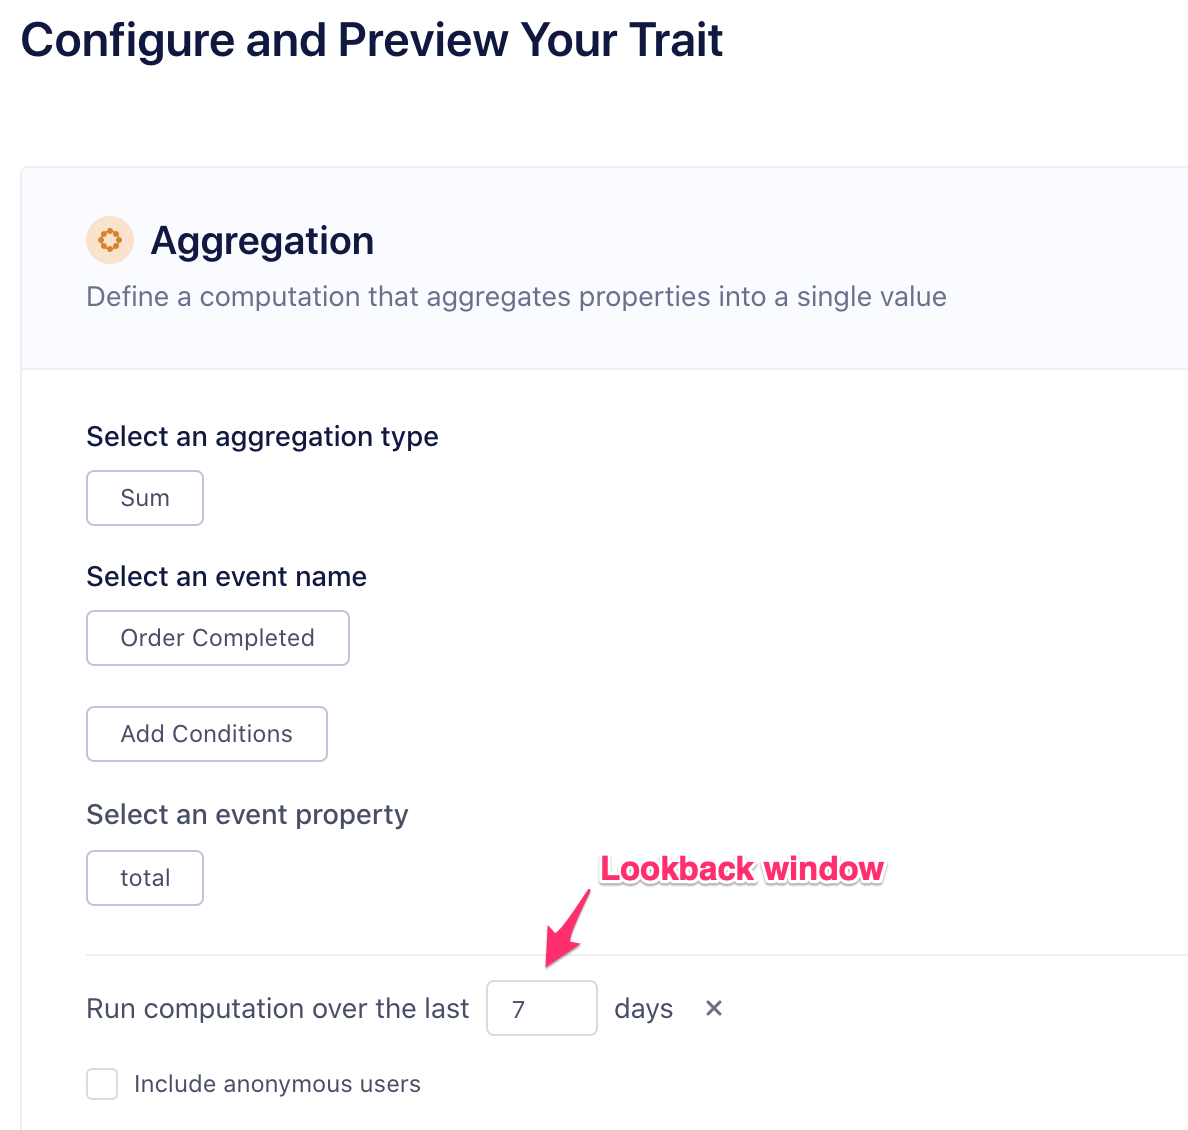 Configure and Preview Your Trait
Aggregation
Define a computation that aggregates properties into a single value
Select an aggregation type
Sum
Select an event name
Order Completed
Add Conditions
Select an event property
total
Lookback window
Run computation over the last 7 days ×
Include anonymous users